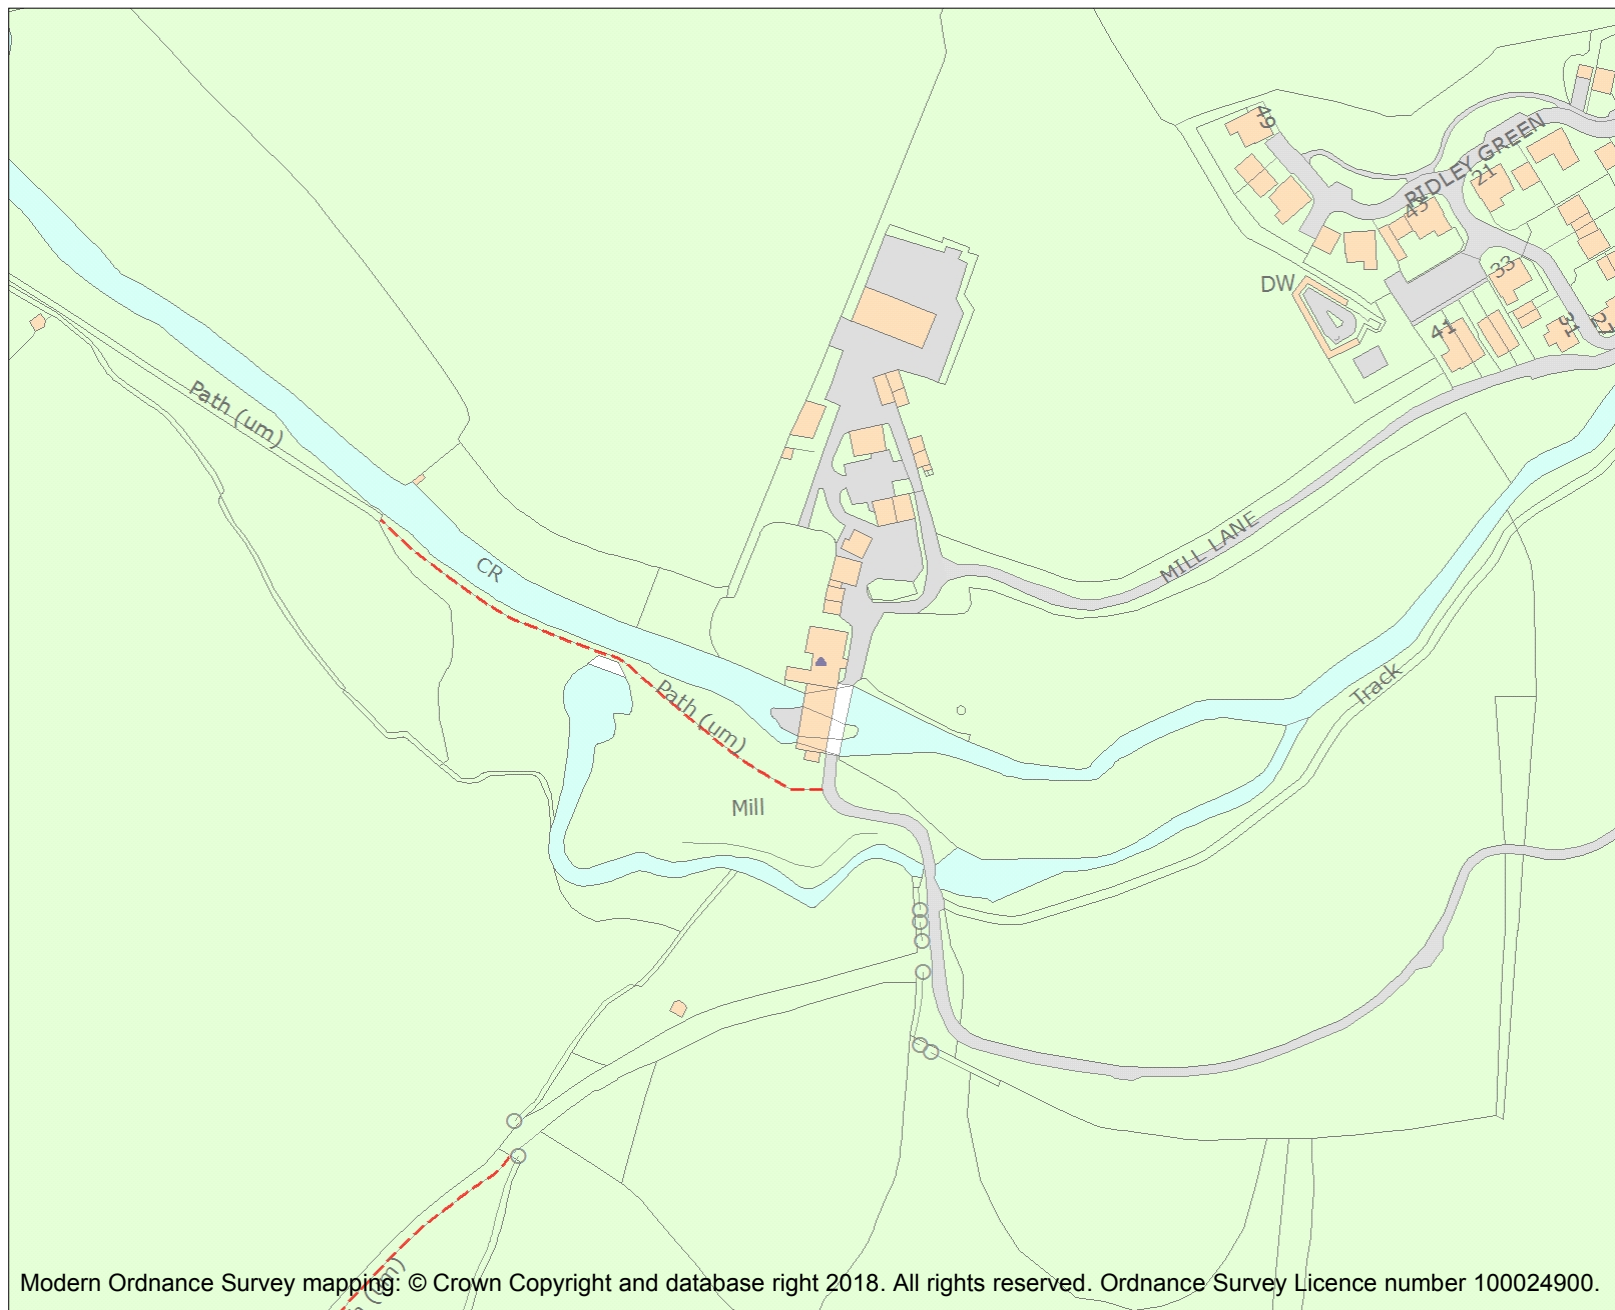 49
RIDLEY GREEN
21
43
33
DW
41
31
27
Path (um)
CR
MILL LANE
Path (um)
Track
Mill
(um)
Modern Ordnance Survey mapping: © Crown Copyright and database right 2018. All rights reserved. Ordnance Survey Licence number 100024900.